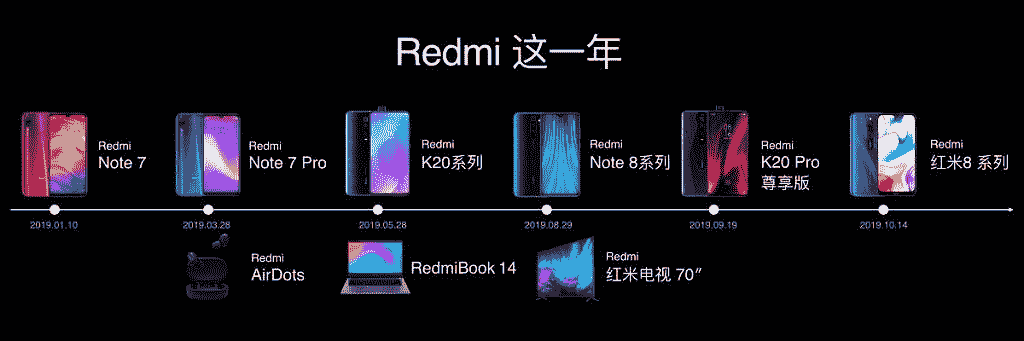 Redmi 这一年
Redmi
Note 7
Redmi
Note 7 Pro
Redmi
K20系列
Redmi
Note 8系列
Redmi
K20 Pro
尊享版
Redmi
红米8 系列
2019.01.10
2019.03.28
2019.05.28
2019.08.29
2019.09.19
2019.10.14
Redmi
AirDots
RedmiBook 14
Redmi
红米电视 70"